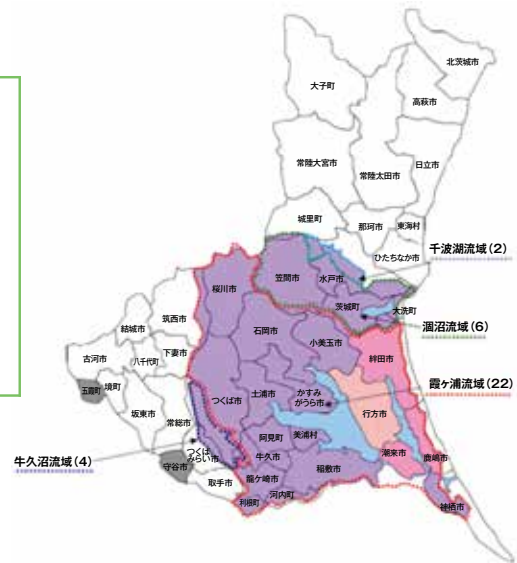 北茨城市
大子町
高萩市
常陸大宮市
常陸太田市
日立市
城里町
那珂市
東海村
ひたちなか市
千波湖流域(2)
笠間市
水戸市
桜川市
茨城町
大洗町
涸沼流域(6)
筑西市
石岡市
小美玉市
結城市
鉾田市
古河市
八千代町
下妻市
霞ヶ浦流域(22)
五霞町
境町
つくば市
土浦市
かすみ
がうら市
行方市
坂東市
常総市
阿見町
美浦村
牛久沼流域(4)
つくば
みらい市
牛久市
潮来市
鹿嶋市
守谷市
稲敷市
取手市
龍ケ崎市
河内町
利根町
神栖市